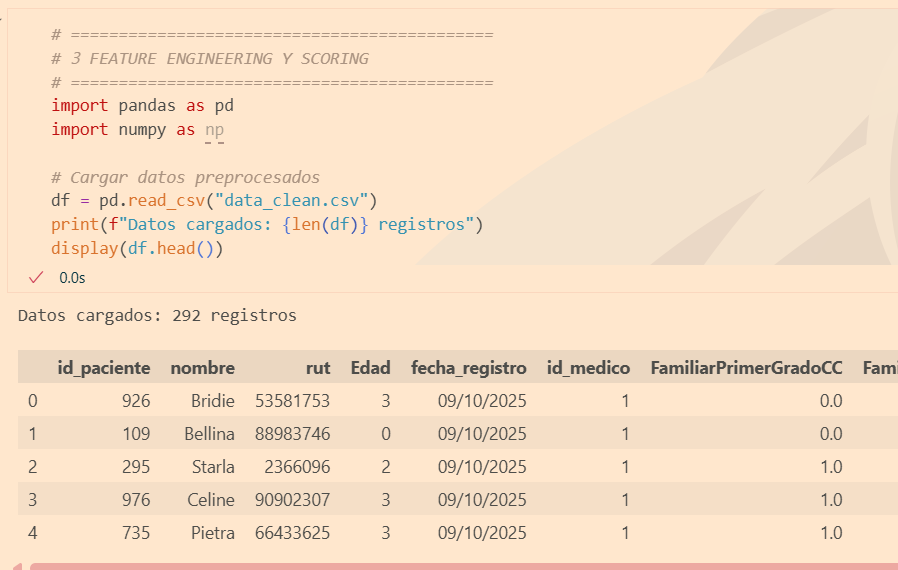 # ============================================
# 3 FEATURE ENGINEERING Y SCORING
# ============================================
import pandas as pd
import numpy as np
# Cargar datos preprocesados
df = pd.read_csv("data_clean.csv")
print(f"Datos cargados: {len(df)} registros")
display(df.head())
0.0s
Datos cargados: 292 registros
id_paciente nombre rut Edad fecha_registro id_medico FamiliarPrimerGradoCC Fami
0 926 Bridie 53581753 3 09/10/2025 1 0.0
1 109 Bellina 88983746 0 09/10/2025 1 0.0
2 295 Starla 2366096 2 09/10/2025 1 1.0
3 976 Celine 90902307 3 09/10/2025 1 1.0
4 735 Pietra 66433625 3 09/10/2025 1 1.0